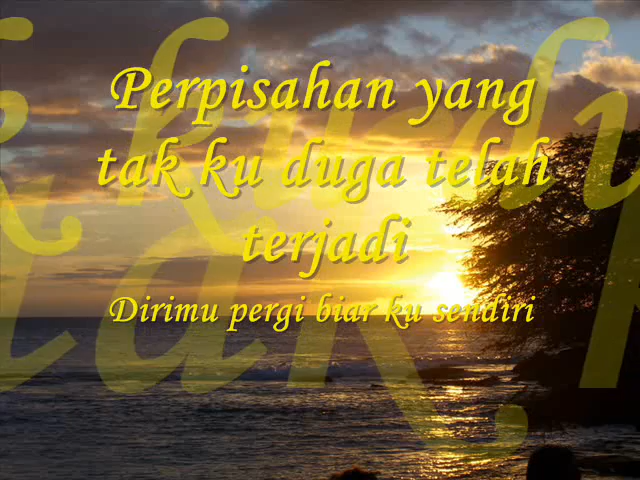 Perpisahan yang
tak ku duga telah
terjadi
Dirimu pergi biar ku sendiri